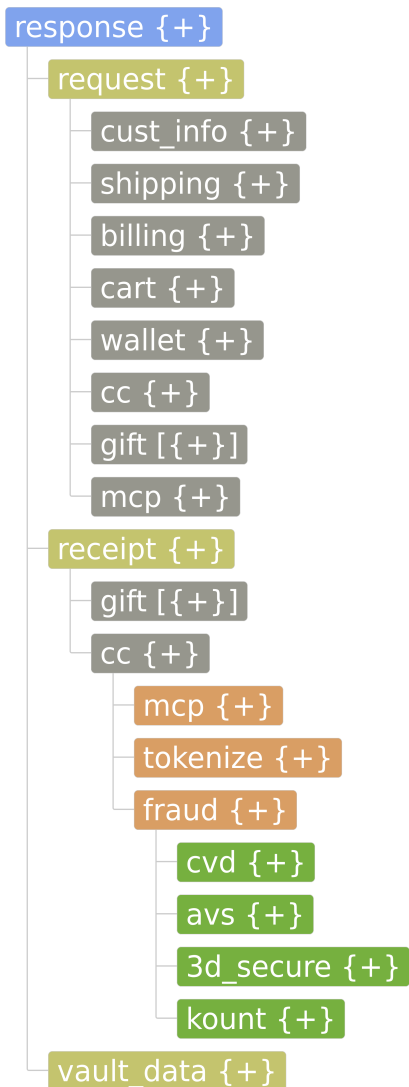 response {+}
request {+}
cust_info {+}
shipping {+}
billing {+}
cart {+}
wallet {+}
cc {+}
gift [{+}]
mcp {+}
receipt {+}
gift [{+}]
cc {+}
mcp {+}
tokenize {+}
fraud {+}
cvd {+}
avs {+}
3d_secure {+}
kount {+}
vault_data {+}